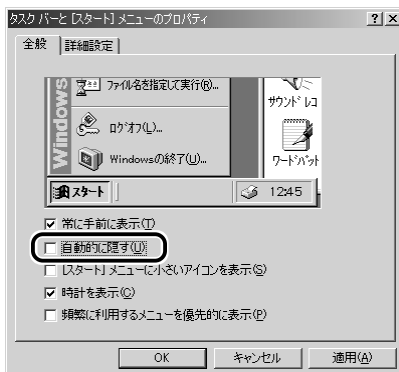 タスク バーと [スタート] メニューのプロパティ
? ×
全般 詳細設定
Windows
ファイル名を指定して実行(R)...
ログオフ(L)...
Windowsの終了(U)...
サウンド レコ
ワードパット
スタート
12:45
常に手前に表示(T)
自動的に隠す(U)
[スタート] メニューに小さいアイコンを表示(S)
時計を表示(C)
頻繁に利用するメニューを優先的に表示(P)
OK キャンセル 適用(A)